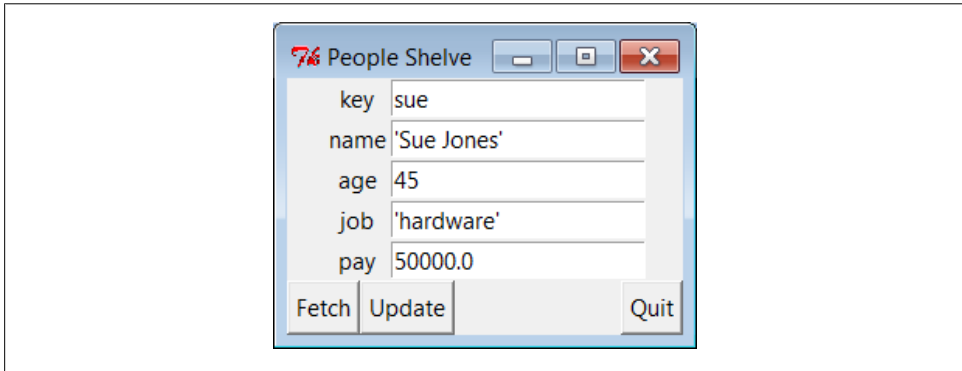 People Shelve
key sue
name 'Sue Jones'
age 45
job 'hardware'
pay 50000.0
Fetch Update Quit